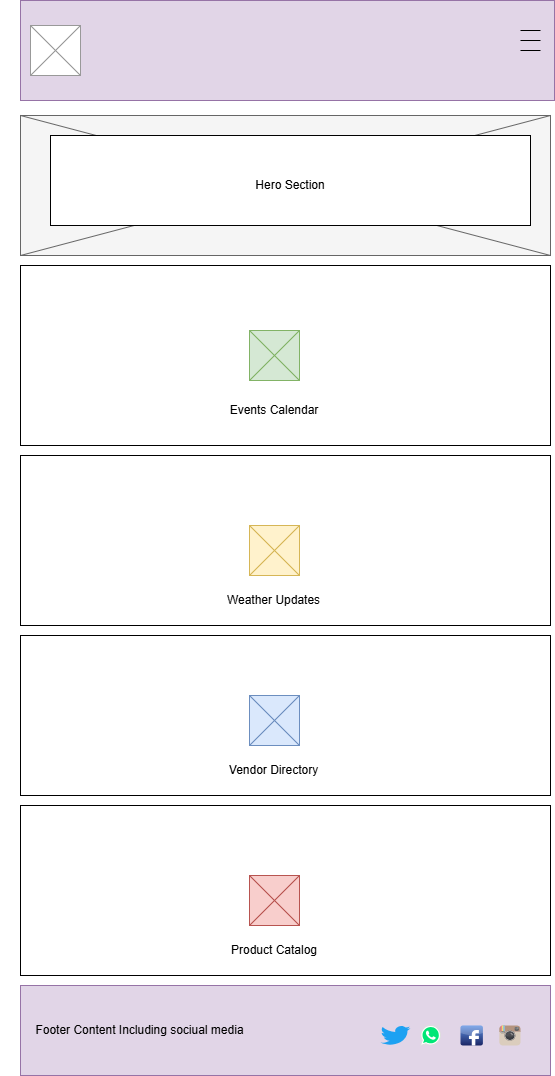 Hero Section
Events Calendar
Weather Updates
Vendor Directory
Product Catalog
Footer Content Including sociual media